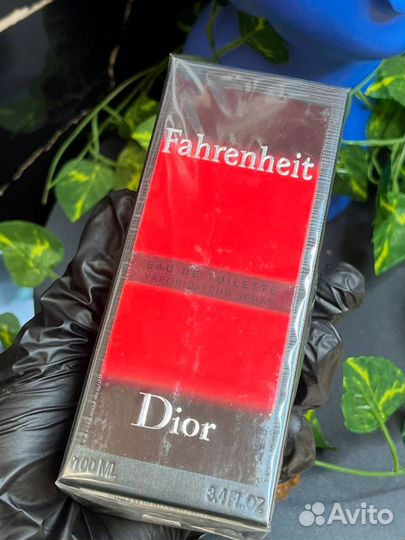 Fahrenheit
EAU DE TOILETTE
VAPORISATEUR SPRAY
Dior
100 ML
3.4 FL.OZ
Avito